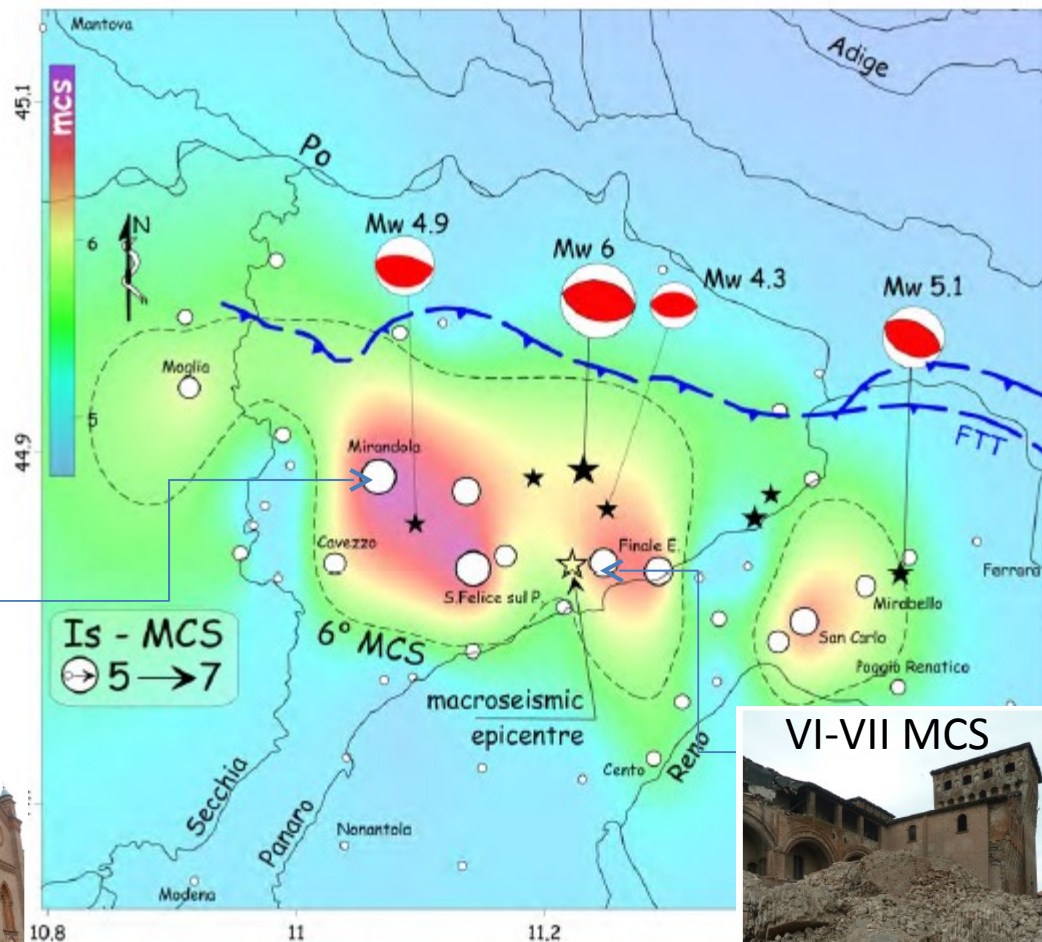 Mantova
Adige
45.1
mcs
Po
N
Mw 4.9
Mw 6
6
Mw 4.3
Mw 5.1
Moglia
5
FTT
44.9
Mirandola
Cavezzo
Finale E.
Ferrara
S.Felice sul P.
Mirabello
Is - MCS
5 → 7
6° MCS
San Carlo
Poggio Renatico
macroseismic
epicentre
Reno
VI-VII MCS
Cento
Secchia
Panaro
Nonantola
Modena
10.8
11
11.2